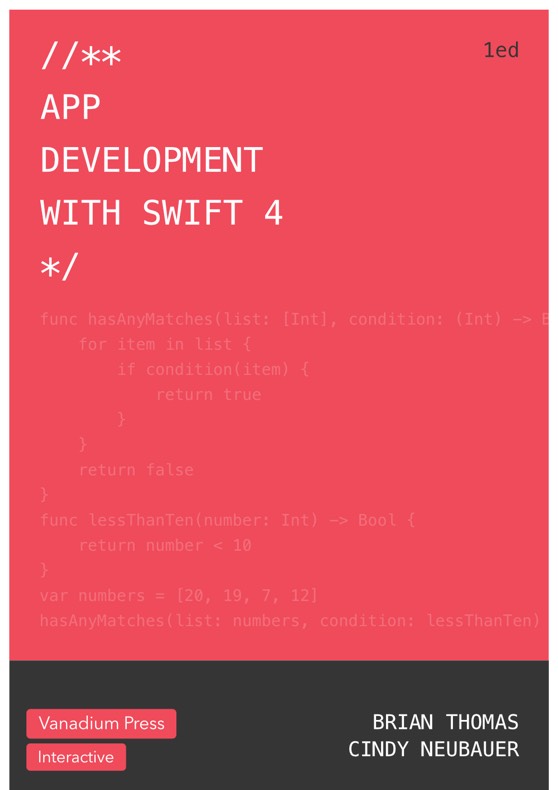 //**
1ed
APP
DEVELOPMENT
WITH SWIFT 4
*/
func hasAnyMatches(list: [Int], condition: (Int) -> B
    for item in list {
        if condition(item) {
            return true
        }
    }
    return false
}
func lessThanTen(number: Int) -> Bool {
    return number < 10
}
var numbers = [20, 19, 7, 12]
hasAnyMatches(list: numbers, condition: lessThanTen)
Vanadium Press
Interactive
BRIAN THOMAS
CINDY NEUBAUER